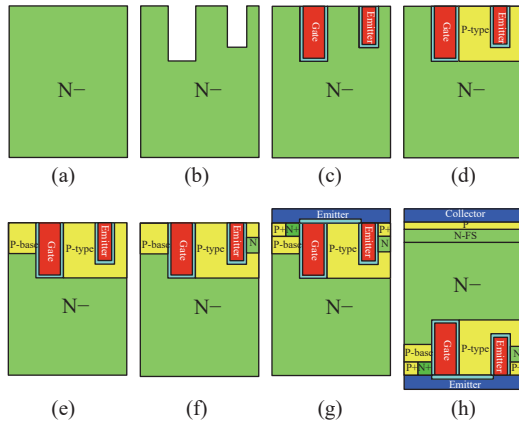 N−
(a)
N−
(b)
Gate
Emitter
N−
(c)
Gate
P-type
Emitter
N−
(d)
P-base
Gate
P-type
Emitter
N−
(e)
P-base
Gate
P-type
Emitter
N
N−
(f)
Emitter
P+
N+
P-base
Gate
P-type
Emitter
P+
N
N−
(g)
Collector
P
N-FS
N−
P-base
P+
N+
Gate
P-type
Emitter
N
P+
Emitter
(h)